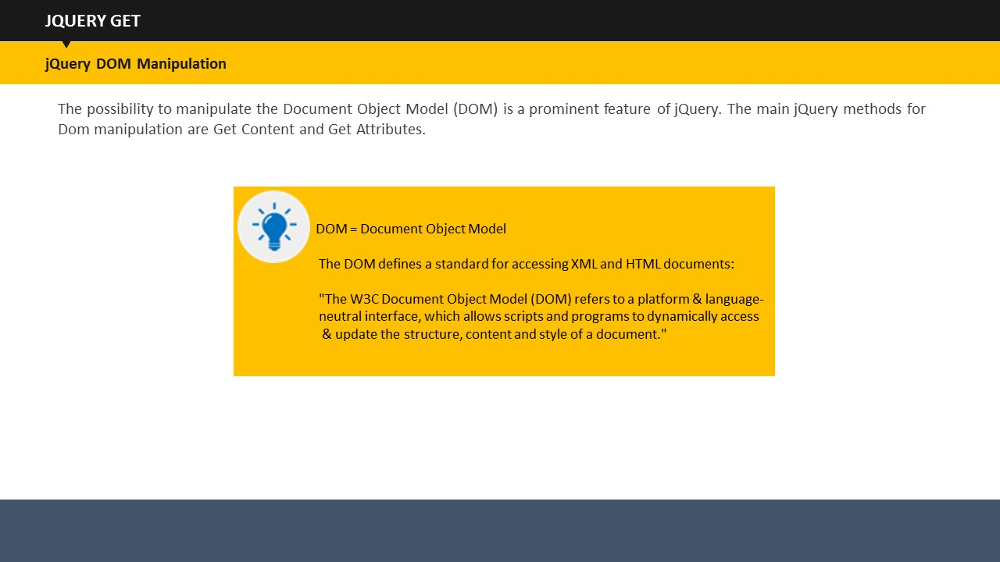 JQUERY GET
jQuery DOM Manipulation
The possibility to manipulate the Document Object Model (DOM) is a prominent feature of jQuery. The main jQuery methods for
Dom manipulation are Get Content and Get Attributes.
DOM = Document Object Model
The DOM defines a standard for accessing XML and HTML documents:
"The W3C Document Object Model (DOM) refers to a platform & language-
neutral interface, which allows scripts and programs to dynamically access
& update the structure, content and style of a document."